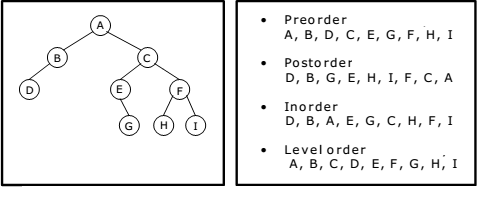 A
B
C
D
E
F
G
H
I
• Preorder
A, B, D, C, E, G, F, H, I
• Postorder
D, B, G, E, H, I, F, C, A
• Inorder
D, B, A, E, G, C, H, F, I
• Level order
A, B, C, D, E, F, G, H, I